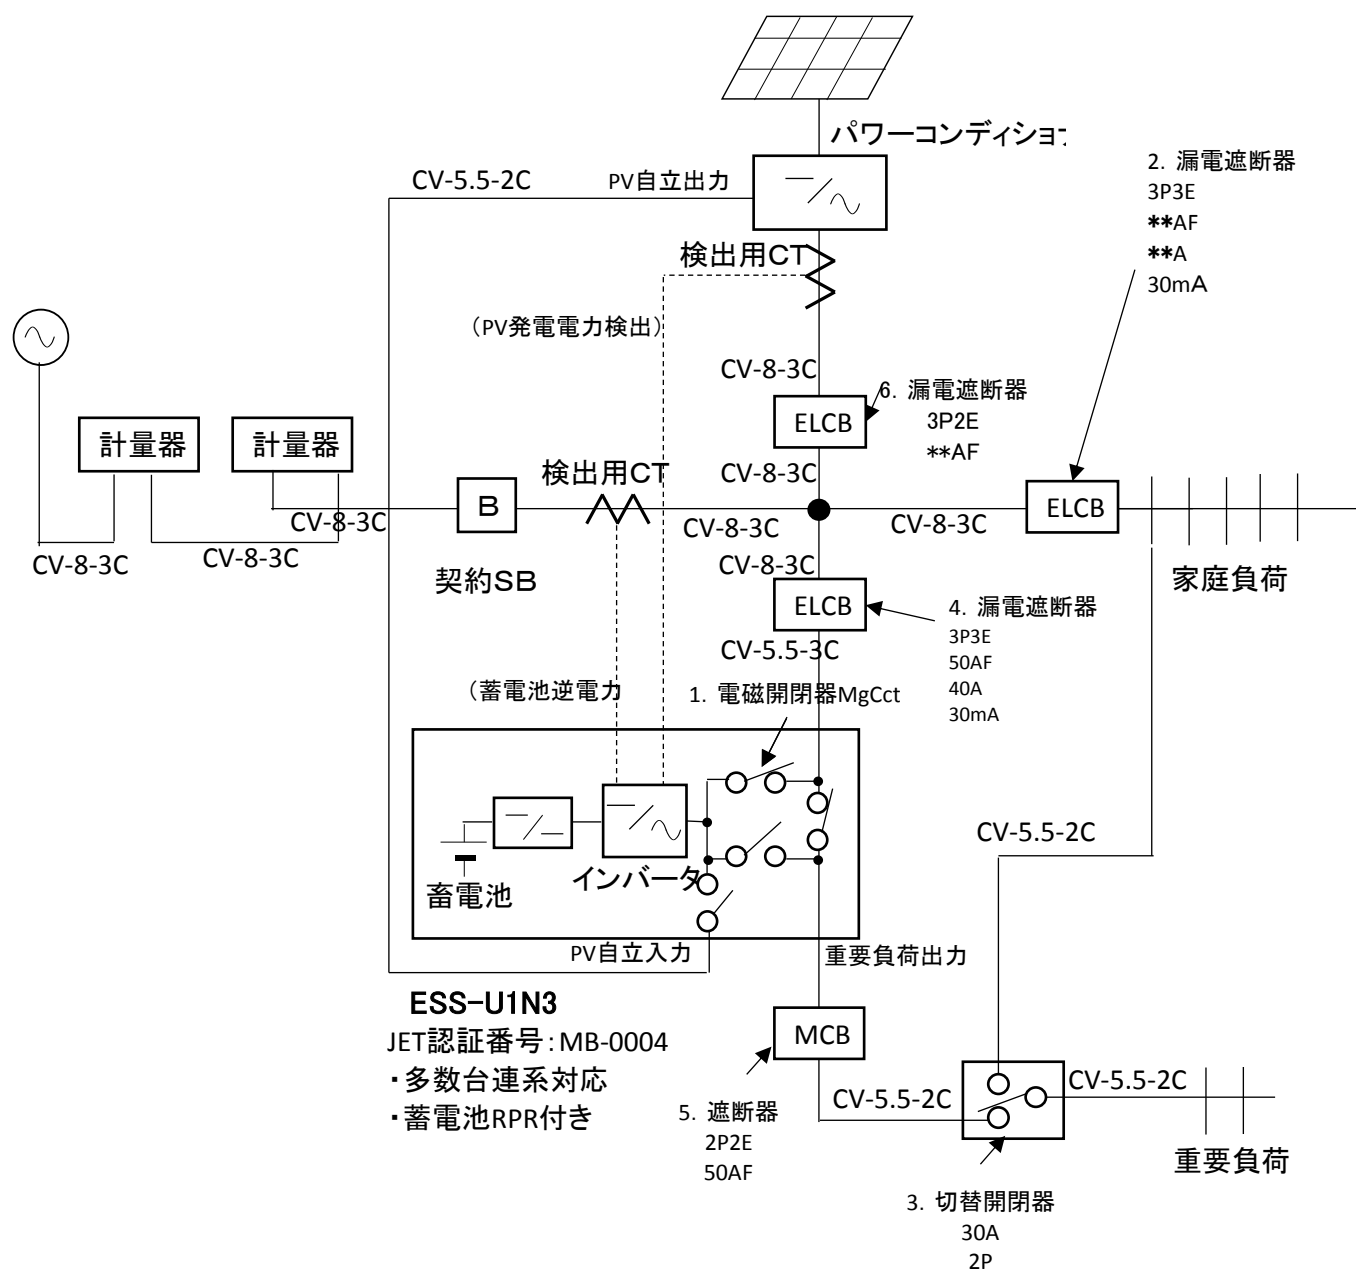 パワーコンディショ
CV-5.5-2C
PV自立出力
2. 漏電遮断器
3P3E
**AF
**A
30mA
検出用CT
（PV発電電力検出）
CV-8-3C
ELCB
6. 漏電遮断器
3P2E
**AF
計量器
計量器
検出用CT
CV-8-3C
B
CV-8-3C
CV-8-3C
CV-8-3C
ELCB
CV-8-3C
CV-8-3C
契約SB
CV-8-3C
家庭負荷
ELCB
4. 漏電遮断器
3P3E
50AF
40A
30mA
CV-5.5-3C
（蓄電池逆電力
1. 電磁開閉器MgCct
CV-5.5-2C
畜電池
インバータ
PV自立入力
重要負荷出力
ESS-U1N3
JET認証番号：MB-0004
・多数台連系対応
・蓄電池RPR付き
MCB
5. 遮断器
2P2E
50AF
CV-5.5-2C
CV-5.5-2C
重要負荷
3. 切替開閉器
30A
2P